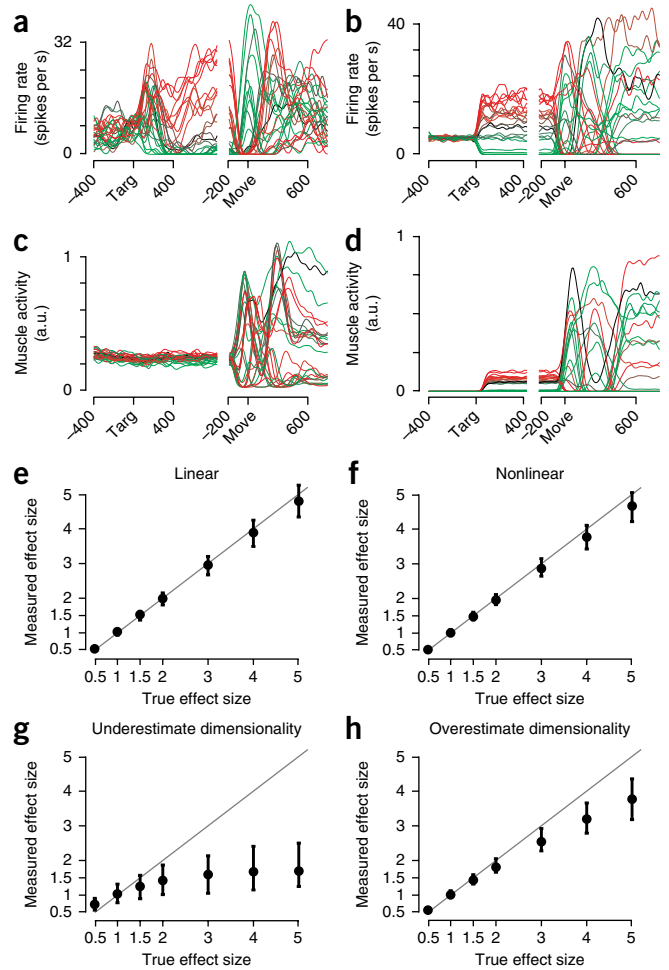 a
Firing rate
(spikes per s)
32
0
−400
Targ
400
−200
Move
600
b
Firing rate
(spikes per s)
40
0
−400
Targ
400
−200
Move
600
c
Muscle activity
(a.u.)
1
0
−400
Targ
400
−200
Move
600
d
Muscle activity
(a.u.)
1
0
−400
Targ
400
−200
Move
600
e
Linear
Measured effect size
5
4
3
2
1.5
1
0.5
0.5 1 1.5 2 3 4 5
True effect size
f
Nonlinear
Measured effect size
5
4
3
2
1.5
1
0.5
0.5 1 1.5 2 3 4 5
True effect size
g
Underestimate dimensionality
Measured effect size
5
4
3
2
1.5
1
0.5
0.5 1 1.5 2 3 4 5
True effect size
h
Overestimate dimensionality
Measured effect size
5
4
3
2
1.5
1
0.5
0.5 1 1.5 2 3 4 5
True effect size